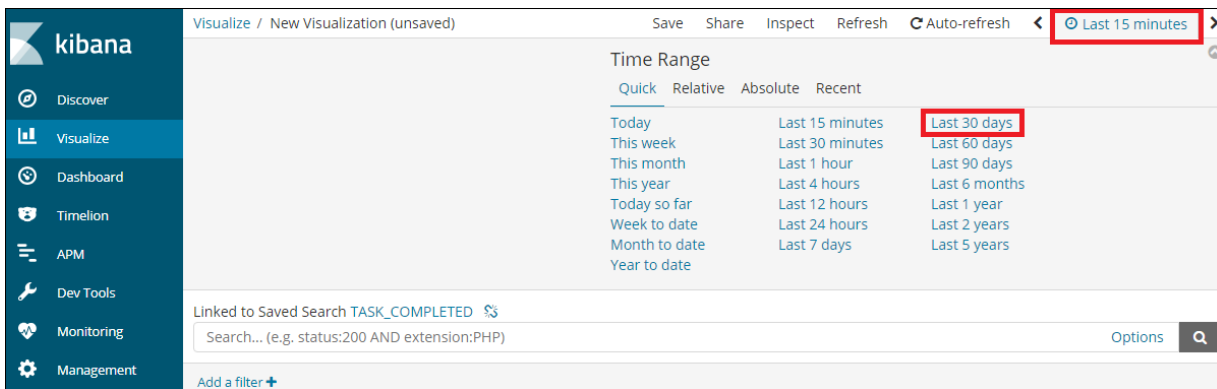 kibana
Discover
Visualize
Dashboard
Timelion
APM
Dev Tools
Monitoring
Management
Visualize / New Visualization (unsaved)
Save Share Inspect Refresh Auto-refresh Last 15 minutes
Time Range
Quick Relative Absolute Recent
Today Last 15 minutes Last 30 days
This week Last 30 minutes Last 60 days
This month Last 1 hour Last 90 days
This year Last 4 hours Last 6 months
Today so far Last 12 hours Last 1 year
Week to date Last 24 hours Last 2 years
Month to date Last 7 days Last 5 years
Year to date
Linked to Saved Search TASK_COMPLETED
Search... (e.g. status:200 AND extension:PHP) Options
Add a filter +